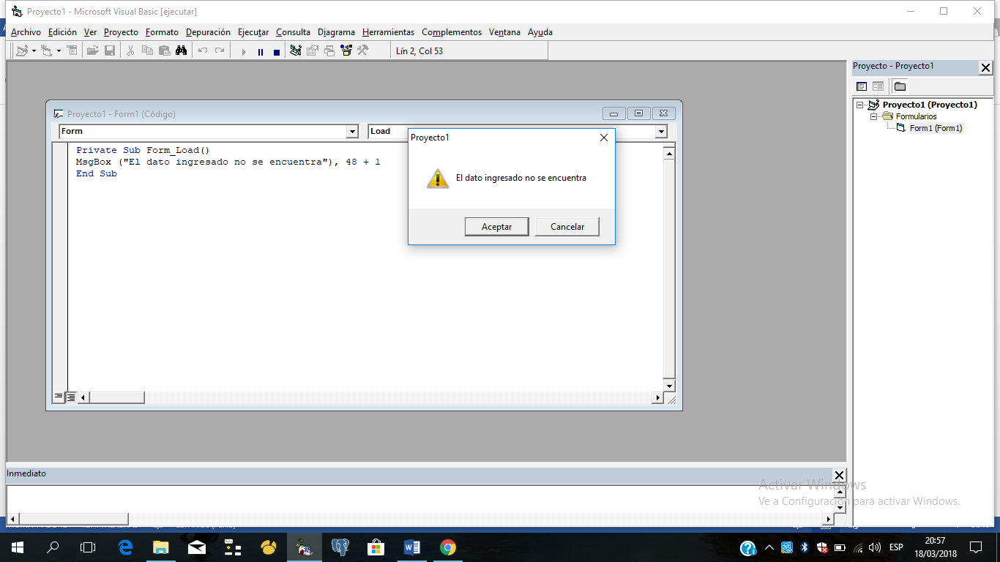 Proyecto1 - Microsoft Visual Basic [ejecutar]
Archivo Edición Ver Proyecto Formato Depuración Ejecutar Consulta Diagrama Herramientas Complementos Ventana Ayuda
Lín 2, Col 53
Proyecto - Proyecto1
Proyecto1 (Proyecto1)
Formularios
Form1 (Form1)
Proyecto1 - Form1 (Código)
Form
Load
Private Sub Form_Load()
MsgBox ("El dato ingresado no se encuentra"), 48 + 1
End Sub
Proyecto1
El dato ingresado no se encuentra
Aceptar
Cancelar
Inmediato
Activar Windows
Ve a Configuración para activar Windows.
ESP
20:57
18/03/2018